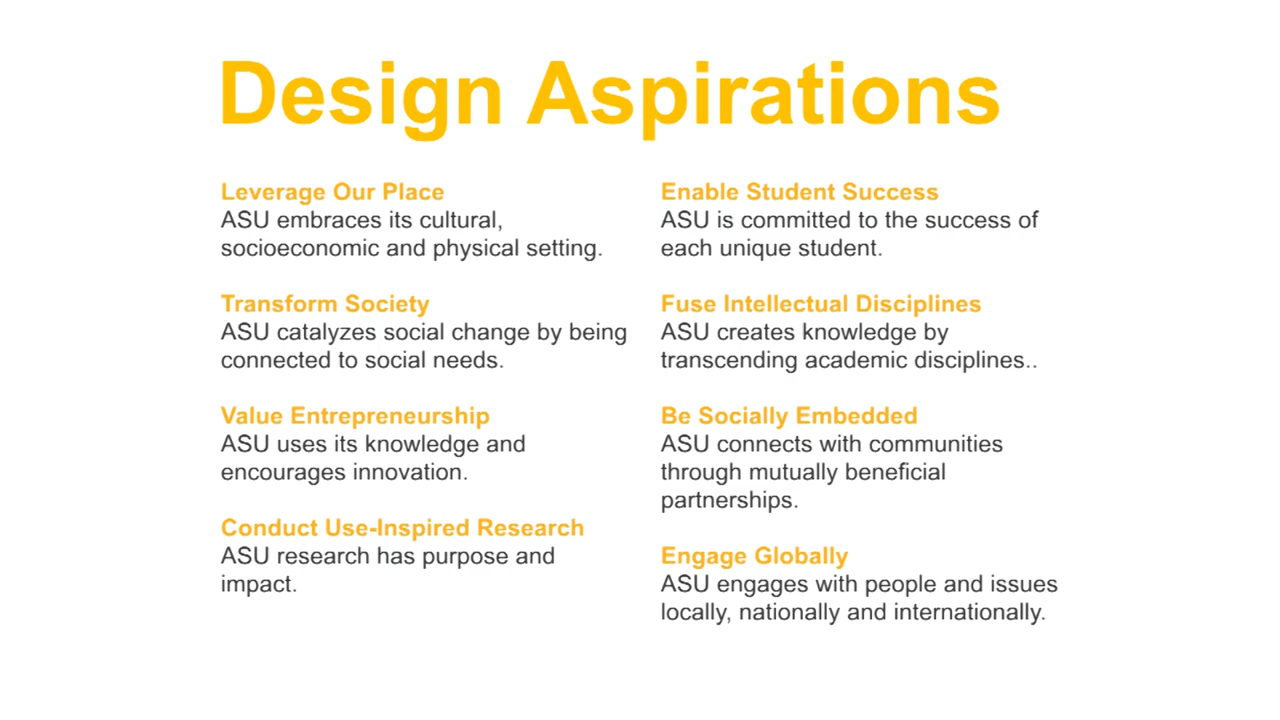 Design Aspirations
Leverage Our Place
ASU embraces its cultural,
socioeconomic and physical setting.
Transform Society
ASU catalyzes social change by being
connected to social needs.
Value Entrepreneurship
ASU uses its knowledge and
encourages innovation.
Conduct Use-Inspired Research
ASU research has purpose and
impact.
Enable Student Success
ASU is committed to the success of
each unique student.
Fuse Intellectual Disciplines
ASU creates knowledge by
transcending academic disciplines..
Be Socially Embedded
ASU connects with communities
through mutually beneficial
partnerships.
Engage Globally
ASU engages with people and issues
locally, nationally and internationally.